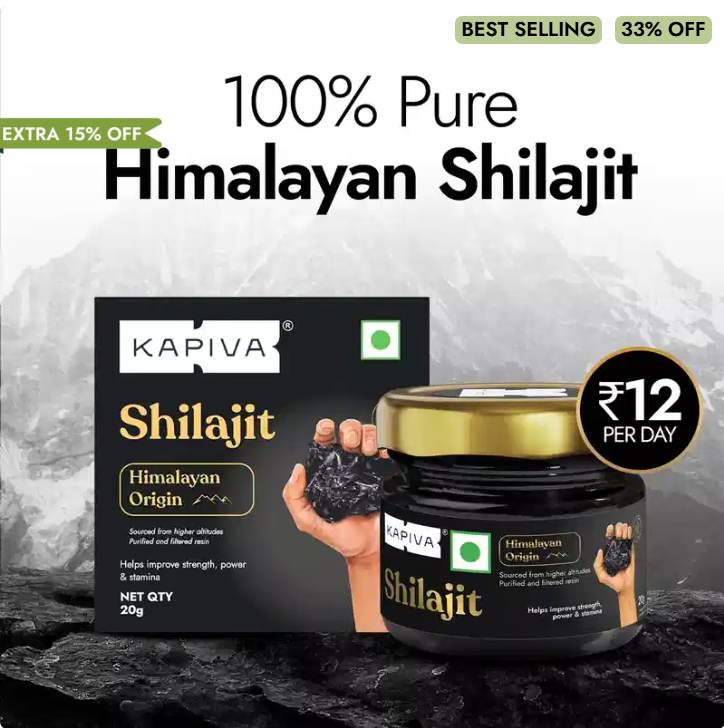 BEST SELLING
33% OFF
100% Pure
EXTRA 15% OFF
Himalayan Shilajit
KAPIVA®
Shilajit
Himalayan
Origin
Sourced from higher altitudes
Purified and filtered resin
Helps improve strength, power
& stamina
NET QTY
20g
₹12
PER DAY
KAPIVA®
Himalayan
Origin
Sourced from higher altitudes
Purified and filtered resin
Shilajit
Helps improve strength,
power & stamina